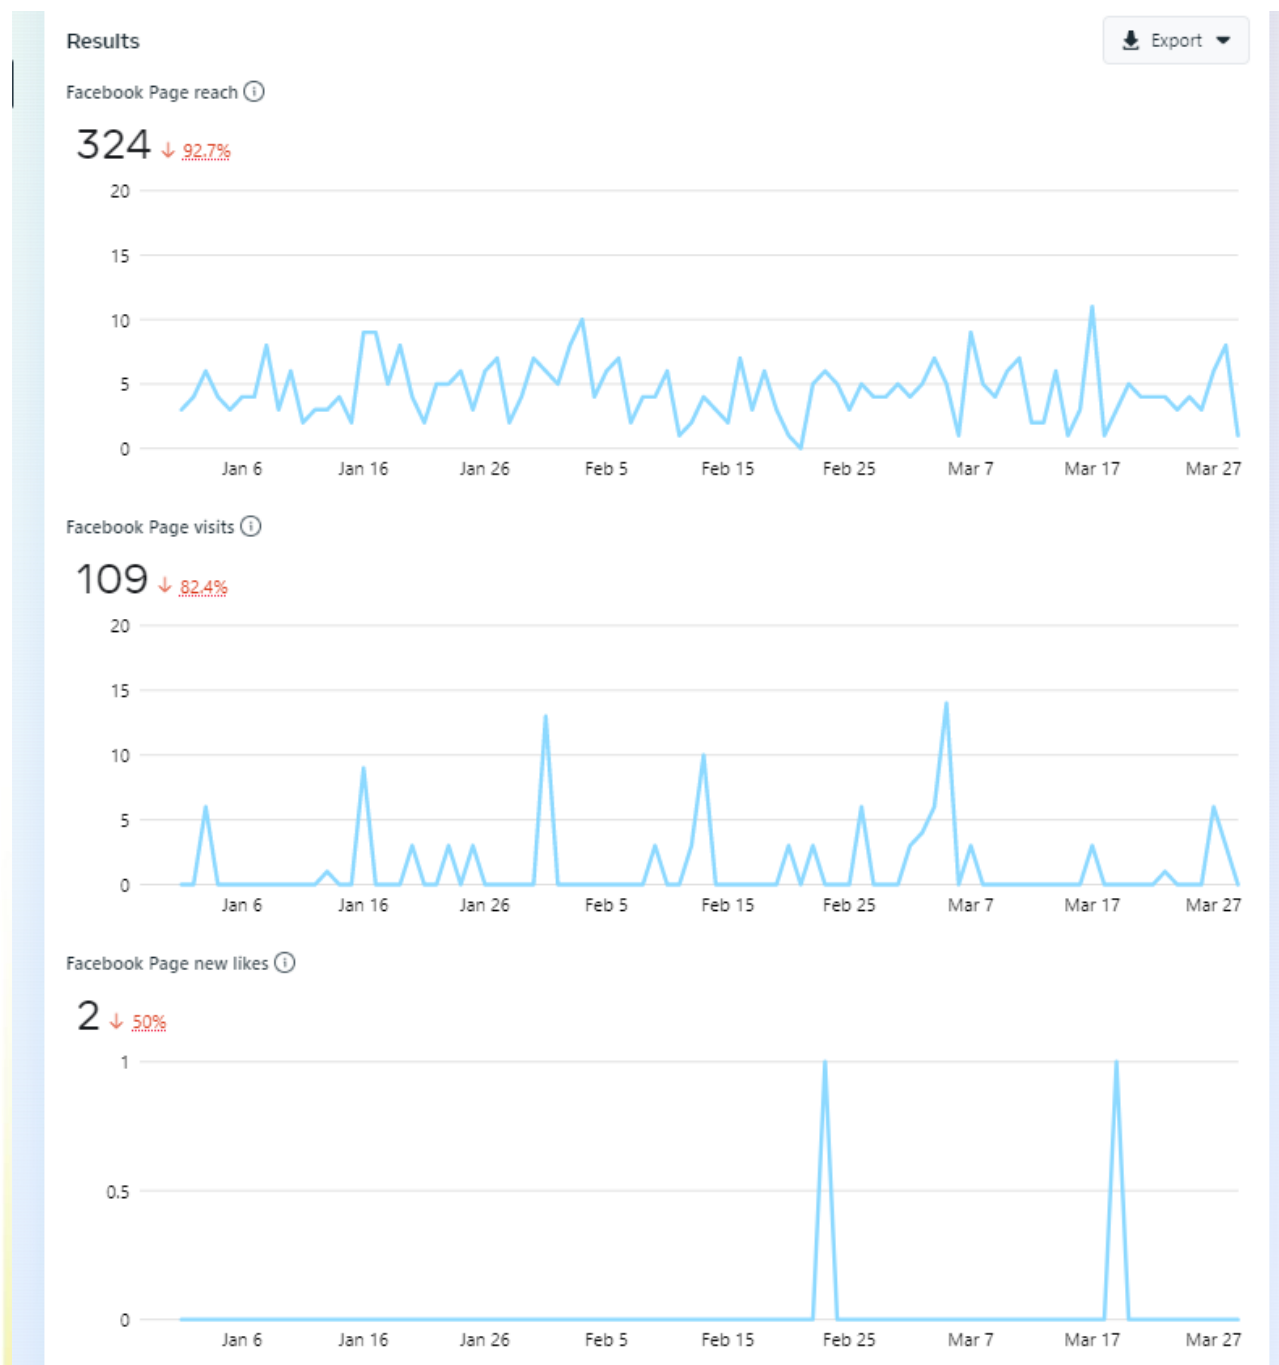 Results
Export
Facebook Page reach
324 ↓ 92.7%
20
15
10
5
0
Jan 6 Jan 16 Jan 26 Feb 5 Feb 15 Feb 25 Mar 7 Mar 17 Mar 27
Facebook Page visits
109 ↓ 82.4%
20
15
10
5
0
Jan 6 Jan 16 Jan 26 Feb 5 Feb 15 Feb 25 Mar 7 Mar 17 Mar 27
Facebook Page new likes
2 ↓ 50%
1
0.5
0
Jan 6 Jan 16 Jan 26 Feb 5 Feb 15 Feb 25 Mar 7 Mar 17 Mar 27